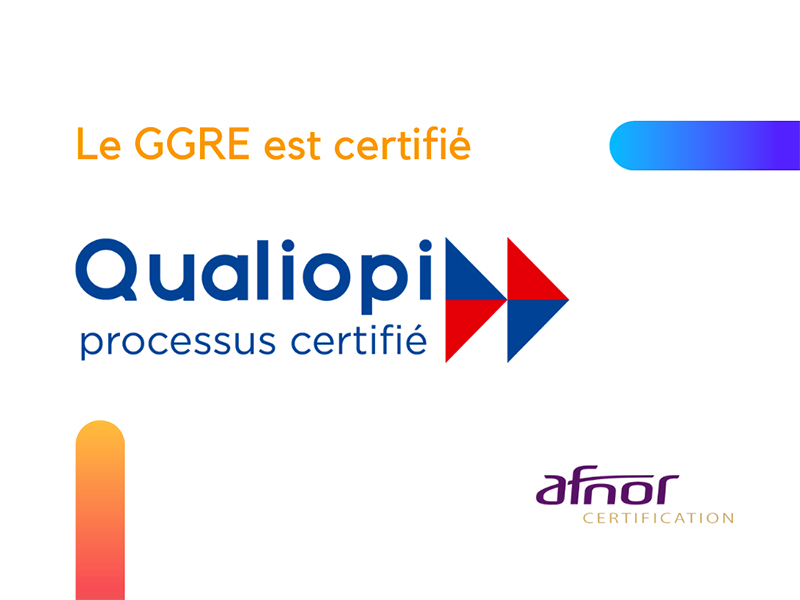 Le GGRE est certifié
Qualiopi
processus certifié
afnor
CERTIFICATION